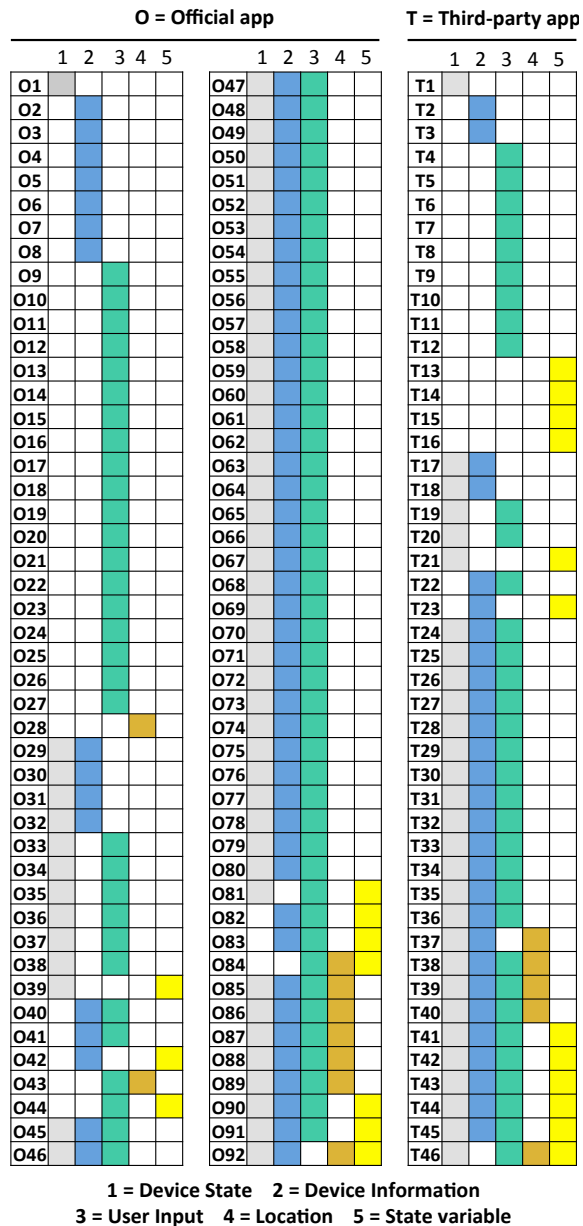 O = Official app T = Third-party app
1 2 3 4 5 1 2 3 4 5 1 2 3 4 5
O1 O47 T1
O2 O48 T2
O3 O49 T3
O4 O50 T4
O5 O51 T5
O6 O52 T6
O7 O53 T7
O8 O54 T8
O9 O55 T9
O10 O56 T10
O11 O57 T11
O12 O58 T12
O13 O59 T13
O14 O60 T14
O15 O61 T15
O16 O62 T16
O17 O63 T17
O18 O64 T18
O19 O65 T19
O20 O66 T20
O21 O67 T21
O22 O68 T22
O23 O69 T23
O24 O70 T24
O25 O71 T25
O26 O72 T26
O27 O73 T27
O28 O74 T28
O29 O75 T29
O30 O76 T30
O31 O77 T31
O32 O78 T32
O33 O79 T33
O34 O80 T34
O35 O81 T35
O36 O82 T36
O37 O83 T37
O38 O84 T38
O39 O85 T39
O40 O86 T40
O41 O87 T41
O42 O88 T42
O43 O89 T43
O44 O90 T44
O45 O91 T45
O46 O92 T46
1 = Device State 2 = Device Information
3 = User Input 4 = Location 5 = State variable